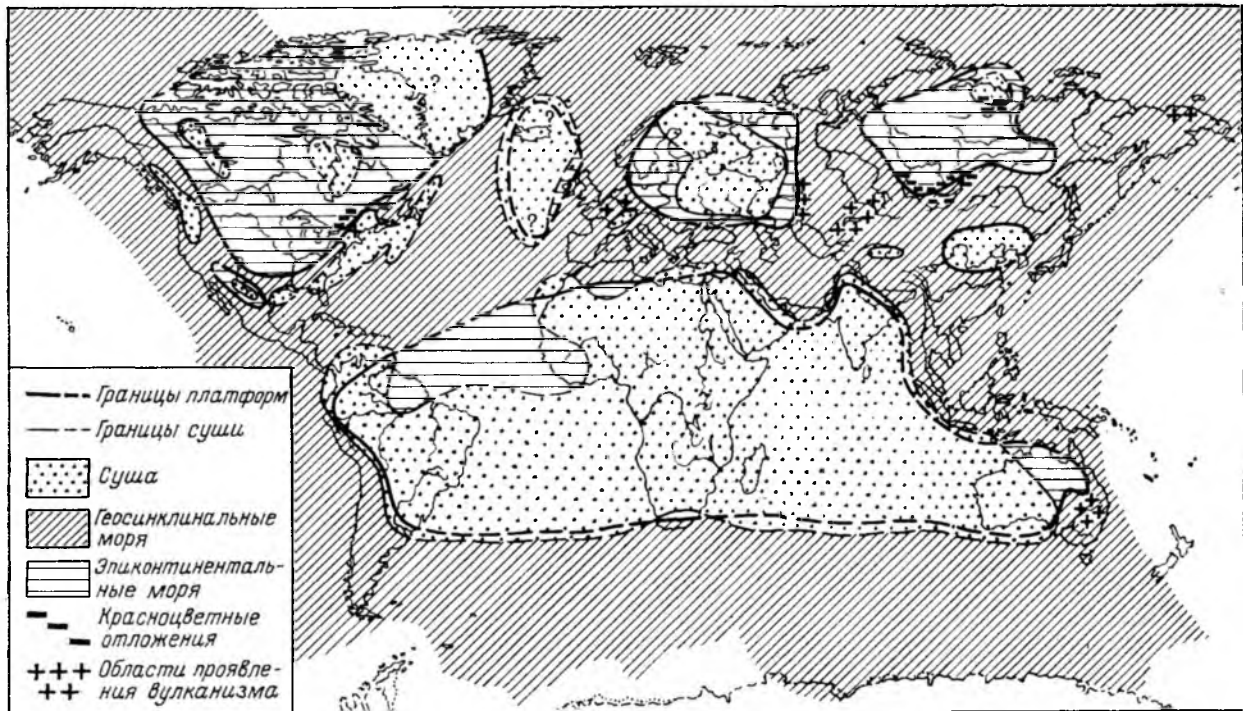 ?
?
?
Границы платформ
Границы суши
Суша
Геосинклинальные
моря
Эпиконтиненталь-
ные моря
Красноцветные
отложения
Области проявле-
ния вулканизма